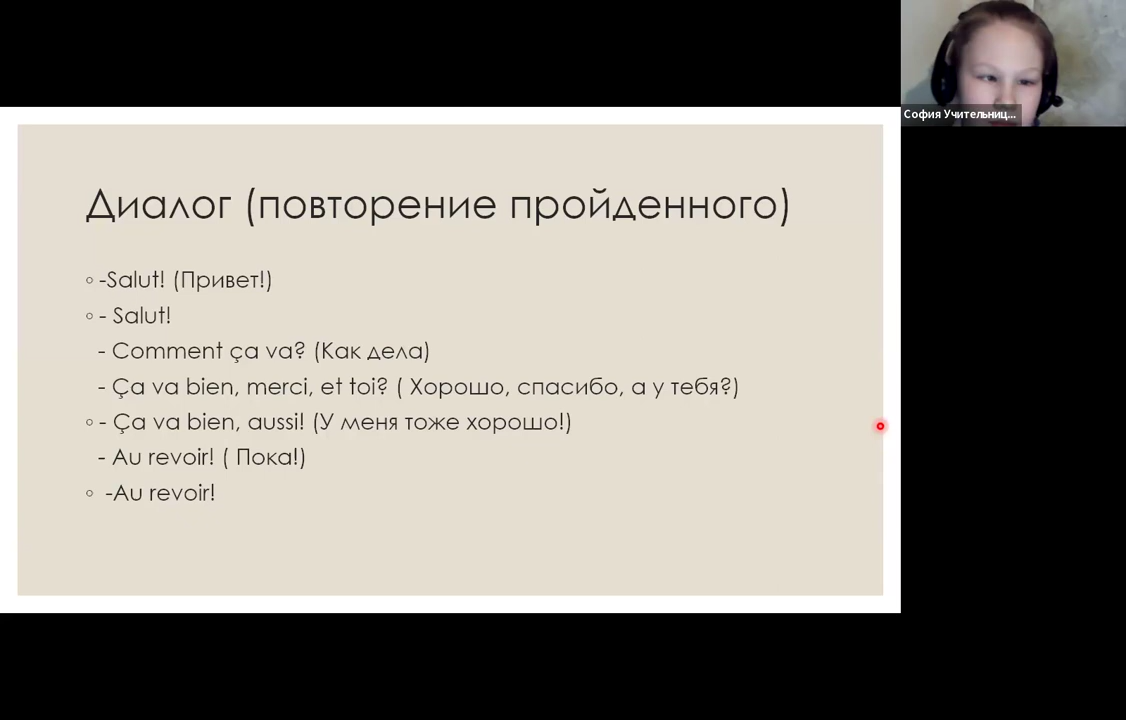 София Учительниц...
Диалог (повторение пройденного)
-Salut! (Привет!)
- Salut!
- Comment ça va? (Как дела)
- Ça va bien, merci, et toi? ( Хорошо, спасибо, а у тебя?)
- Ça va bien, aussi! (У меня тоже хорошо!)
- Au revoir! ( Пока!)
-Au revoir!